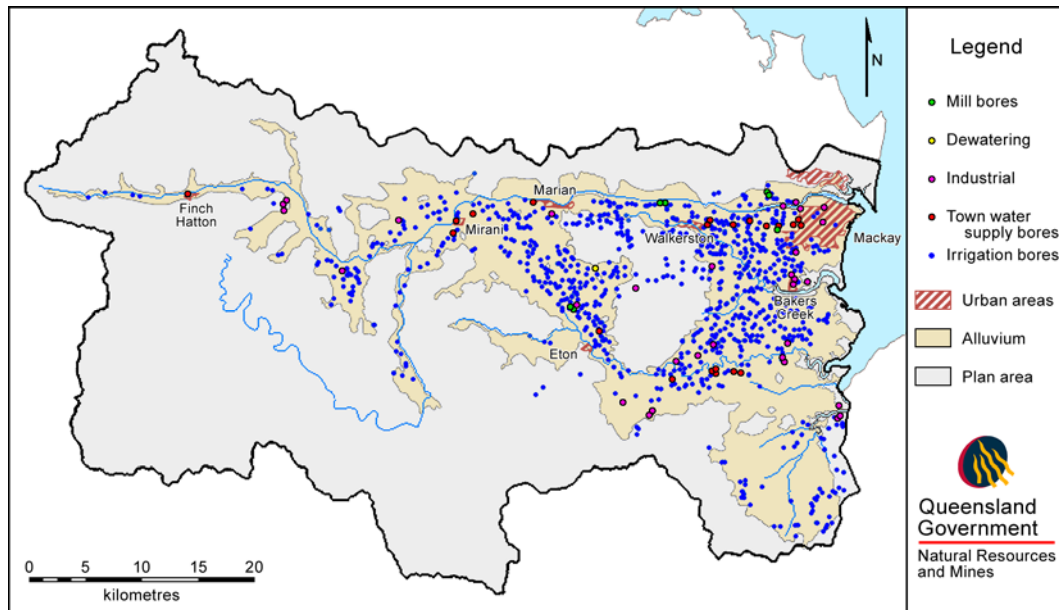 Legend
N
Mill bores
Dewatering
Industrial
Town water
supply bores
Irrigation bores
Urban areas
Alluvium
Plan area
Finch
Hatton
Marian
Mirani
Walkerston
Mackay
Bakers
Creek
Eton
0 5 10 15 20
kilometres
Queensland
Government
Natural Resources
and Mines